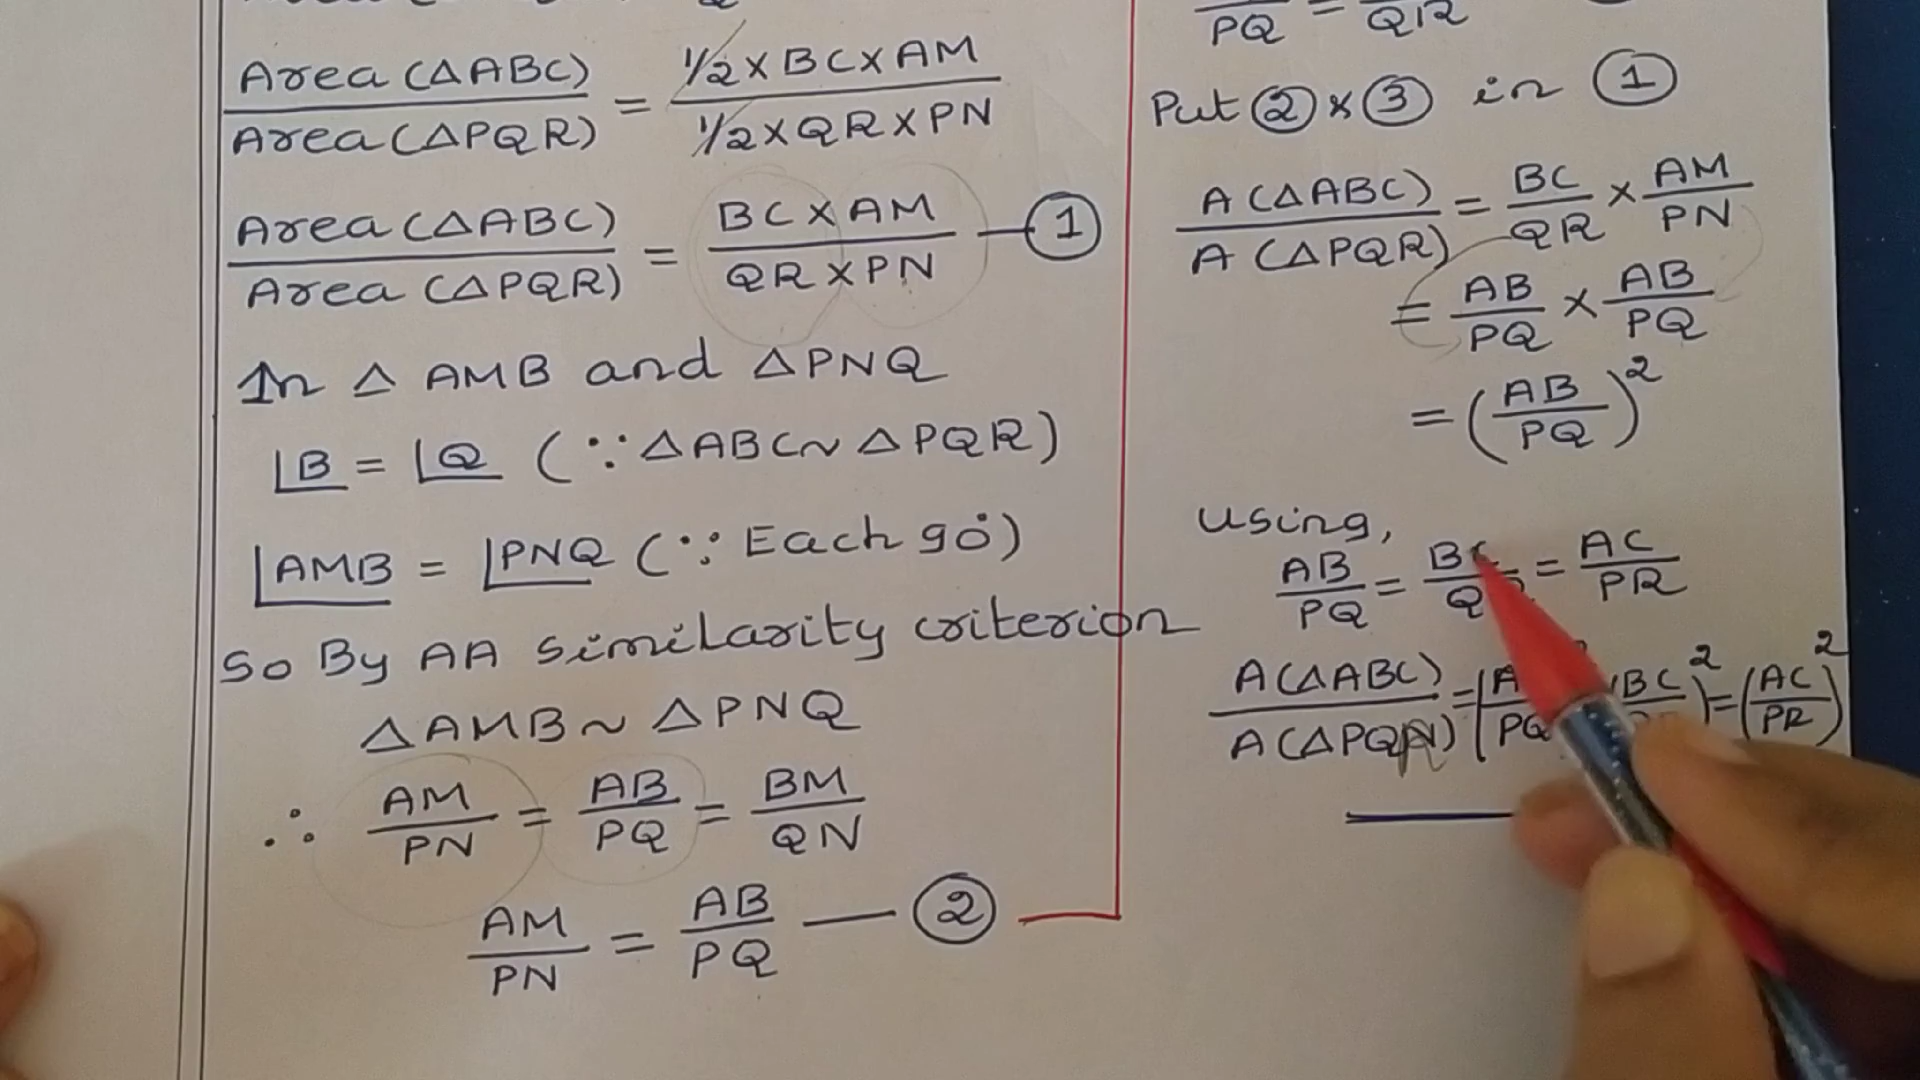 Area (△ABC) / Area (△PQR) = 1/2 × BC × AM / 1/2 × QR × PN
Area (△ABC) / Area (△PQR) = BC × AM / QR × PN — ①
In △ AMB and △PNQ
∠B = ∠Q (∵ △ABC ~ △PQR)
∠AMB = ∠PNQ (∵ Each 90°)
So By AA similarity criterion
△AMB ~ △PNQ
∴ AM / PN = AB / PQ = BM / QN
AM / PN = AB / PQ — ②
PQ = QR
Put ② × ③ in ①
A (△ABC) / A (△PQR) = BC / QR × AM / PN
= AB / PQ × AB / PQ
= (AB / PQ)²
Using,
AB / PQ = BC / Q = AC / PR
A(△ABC) / A(△PQR) = (A / PQ (BC)² = (AC / PR)²